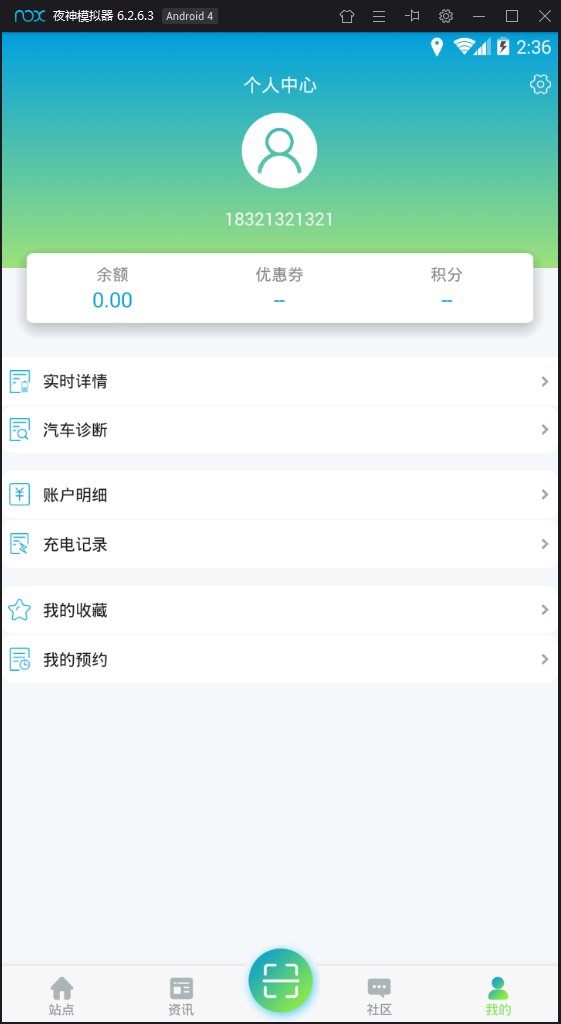 nox 夜神模拟器 6.2.6.3 Android 4
2:36
个人中心
18321321321
余额 优惠券 积分
0.00 -- --
实时详情
汽车诊断
账户明细
充电记录
我的收藏
我的预约
站点 资讯 社区 我的